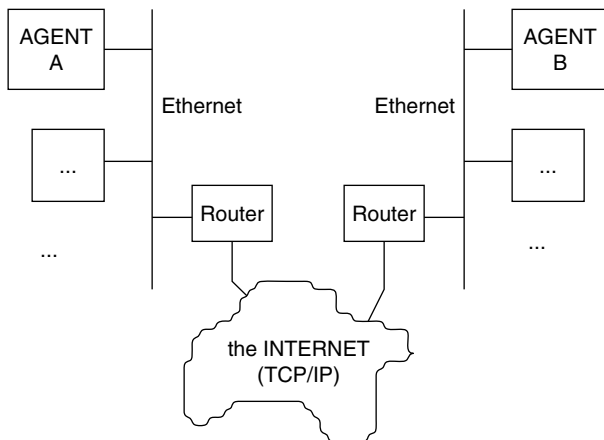 AGENT
A
AGENT
B
Ethernet
Ethernet
...
...
Router
Router
...
...
the INTERNET
(TCP/IP)